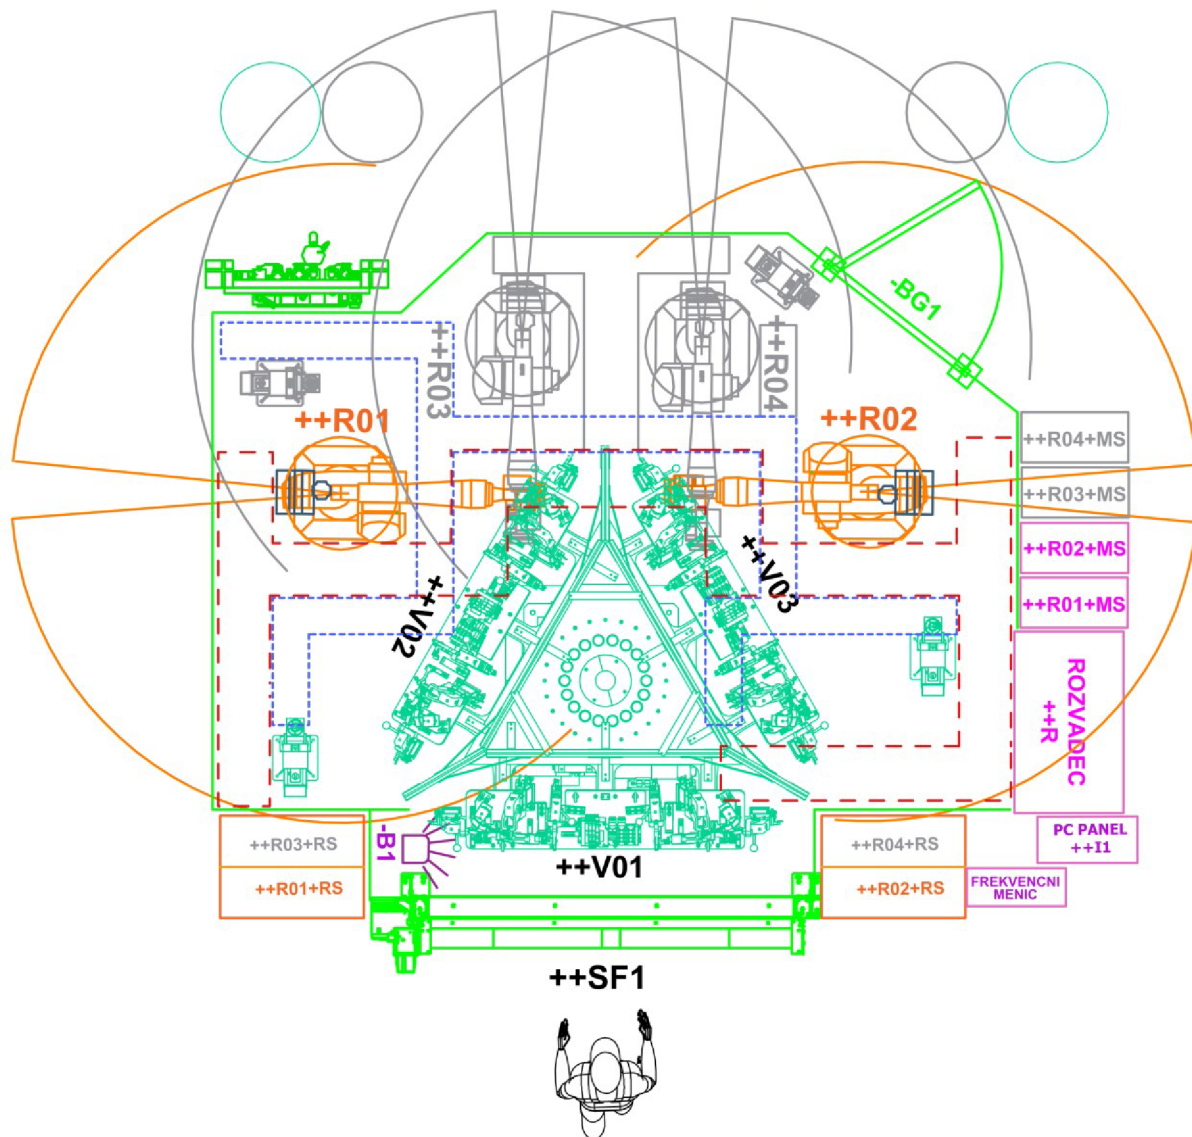 -BG1
++R03
++R04
++R01
++R02
++R04+MS
++R03+MS
++R02+MS
++R01+MS
++V02
++V03
ROZVADEC
++R
-B1
++R03+RS
++R04+RS
PC PANEL
++I1
++V01
++R01+RS
++R02+RS
FREKVENCNI
MENIC
++SF1